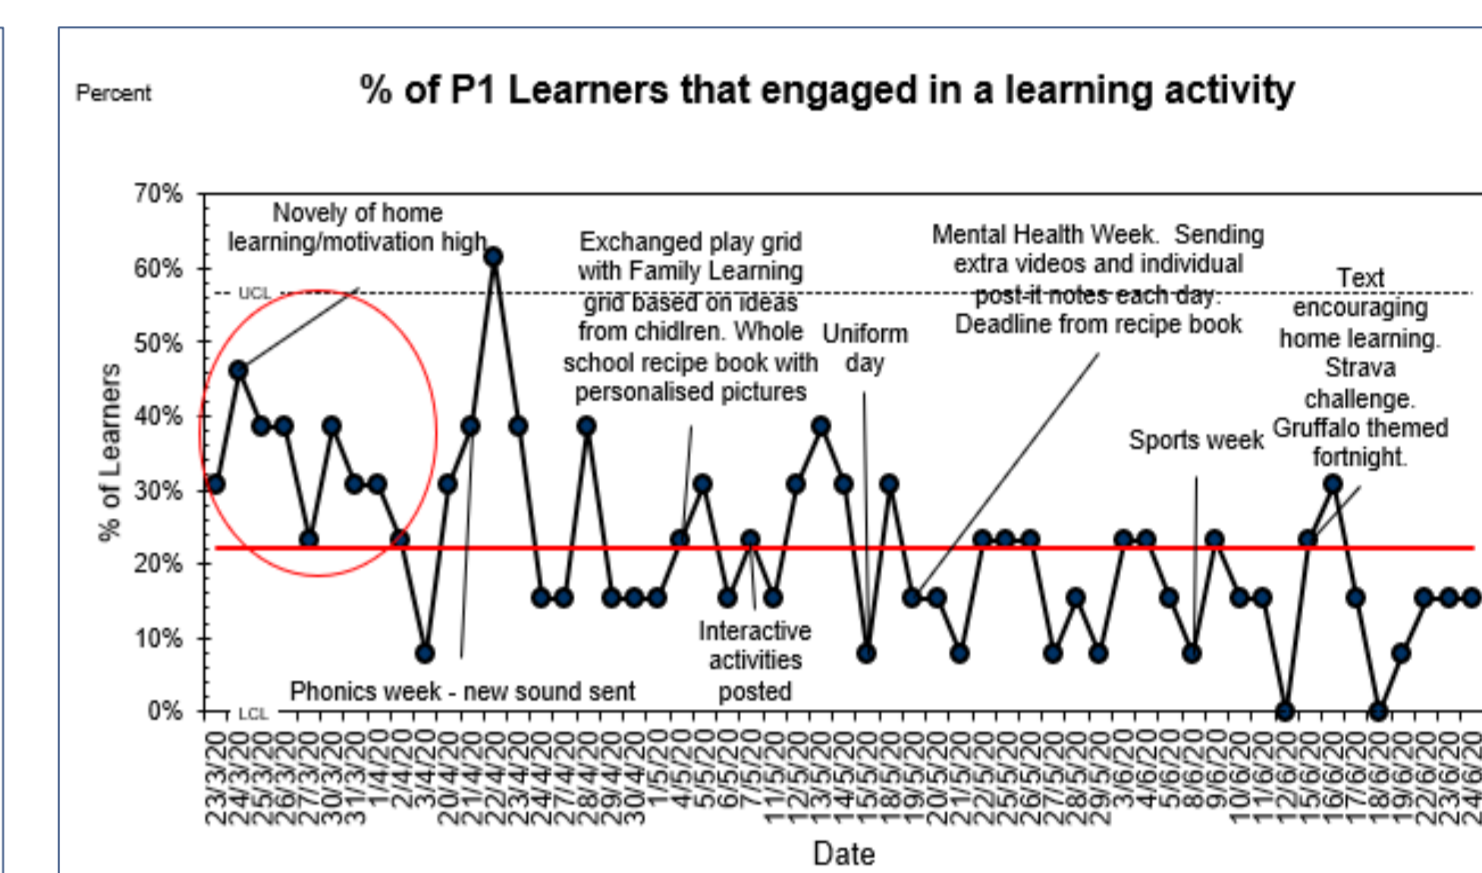 Percent
% of P1 Learners that engaged in a learning activity
70%
60%
50%
40%
30%
20%
10%
0%
% of Learners
UCL
LCL
Novely of home
learning/motivation high
Exchanged play grid
with Family Learning
grid based on ideas
from chidlren. Whole
school recipe book with
personalised pictures
Uniform
day
Mental Health Week. Sending
extra videos and individual
post-it notes each day.
Deadline from recipe book
Text
encouraging
home learning.
Strava
challenge.
Gruffalo themed
fortnight.
Sports week
Interactive
activities
posted
Phonics week - new sound sent
23/3/20
24/3/20
25/3/20
26/3/20
27/3/20
30/3/20
31/3/20
1/4/20
2/4/20
3/4/20
20/4/20
21/4/20
22/4/20
23/4/20
24/4/20
27/4/20
28/4/20
29/4/20
30/4/20
1/5/20
4/5/20
5/5/20
6/5/20
7/5/20
11/5/20
12/5/20
13/5/20
14/5/20
15/5/20
18/5/20
19/5/20
20/5/20
21/5/20
22/5/20
25/5/20
26/5/20
27/5/20
28/5/20
29/5/20
3/6/20
4/6/20
5/6/20
8/6/20
9/6/20
10/6/20
11/6/20
12/6/20
15/6/20
16/6/20
17/6/20
18/6/20
19/6/20
22/6/20
23/6/20
24/6/20
Date